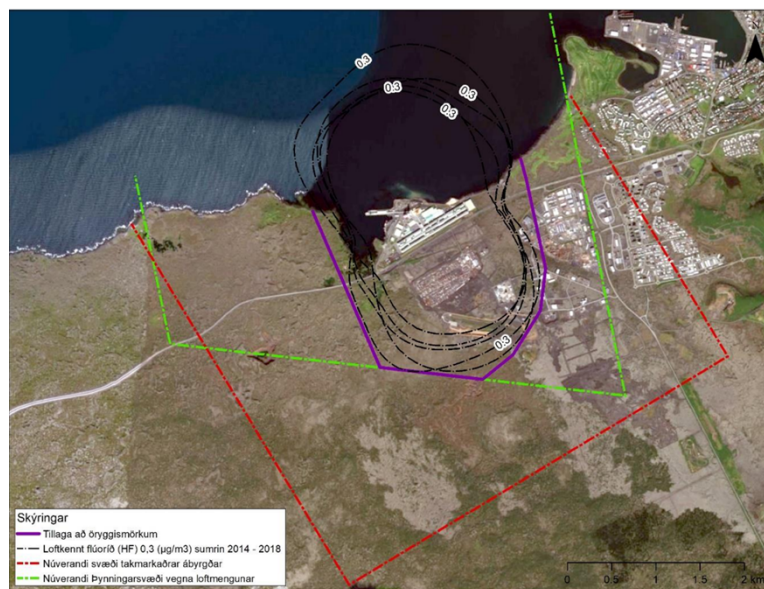 0.3
0.3
0.3
0.3
0.3
Skýringar
Tillaga að öryggismörkum
Loftkennt flúoríð (HF) 0,3 (µg/m3) sumrin 2014 - 2018
Núverandi svæði takmarkaðrar ábyrgðar
Núverandi Þynningarsvæði vegna loftmengunar
0 0.5 1 1.5 2 km